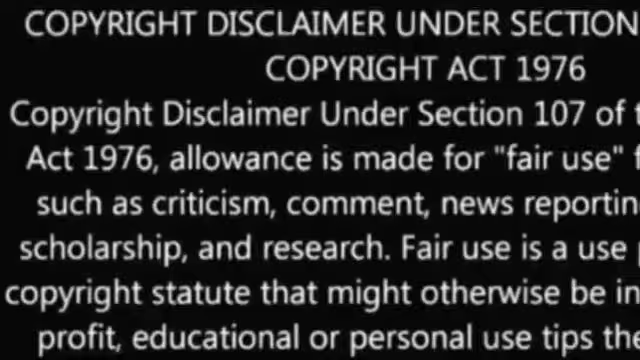 COPYRIGHT DISCLAIMER UNDER SECTION
COPYRIGHT ACT 1976
Copyright Disclaimer Under Section 107 of
Act 1976, allowance is made for "fair use"
such as criticism, comment, news reportin
scholarship, and research. Fair use is a use
copyright statute that might otherwise be in
profit, educational or personal use tips the